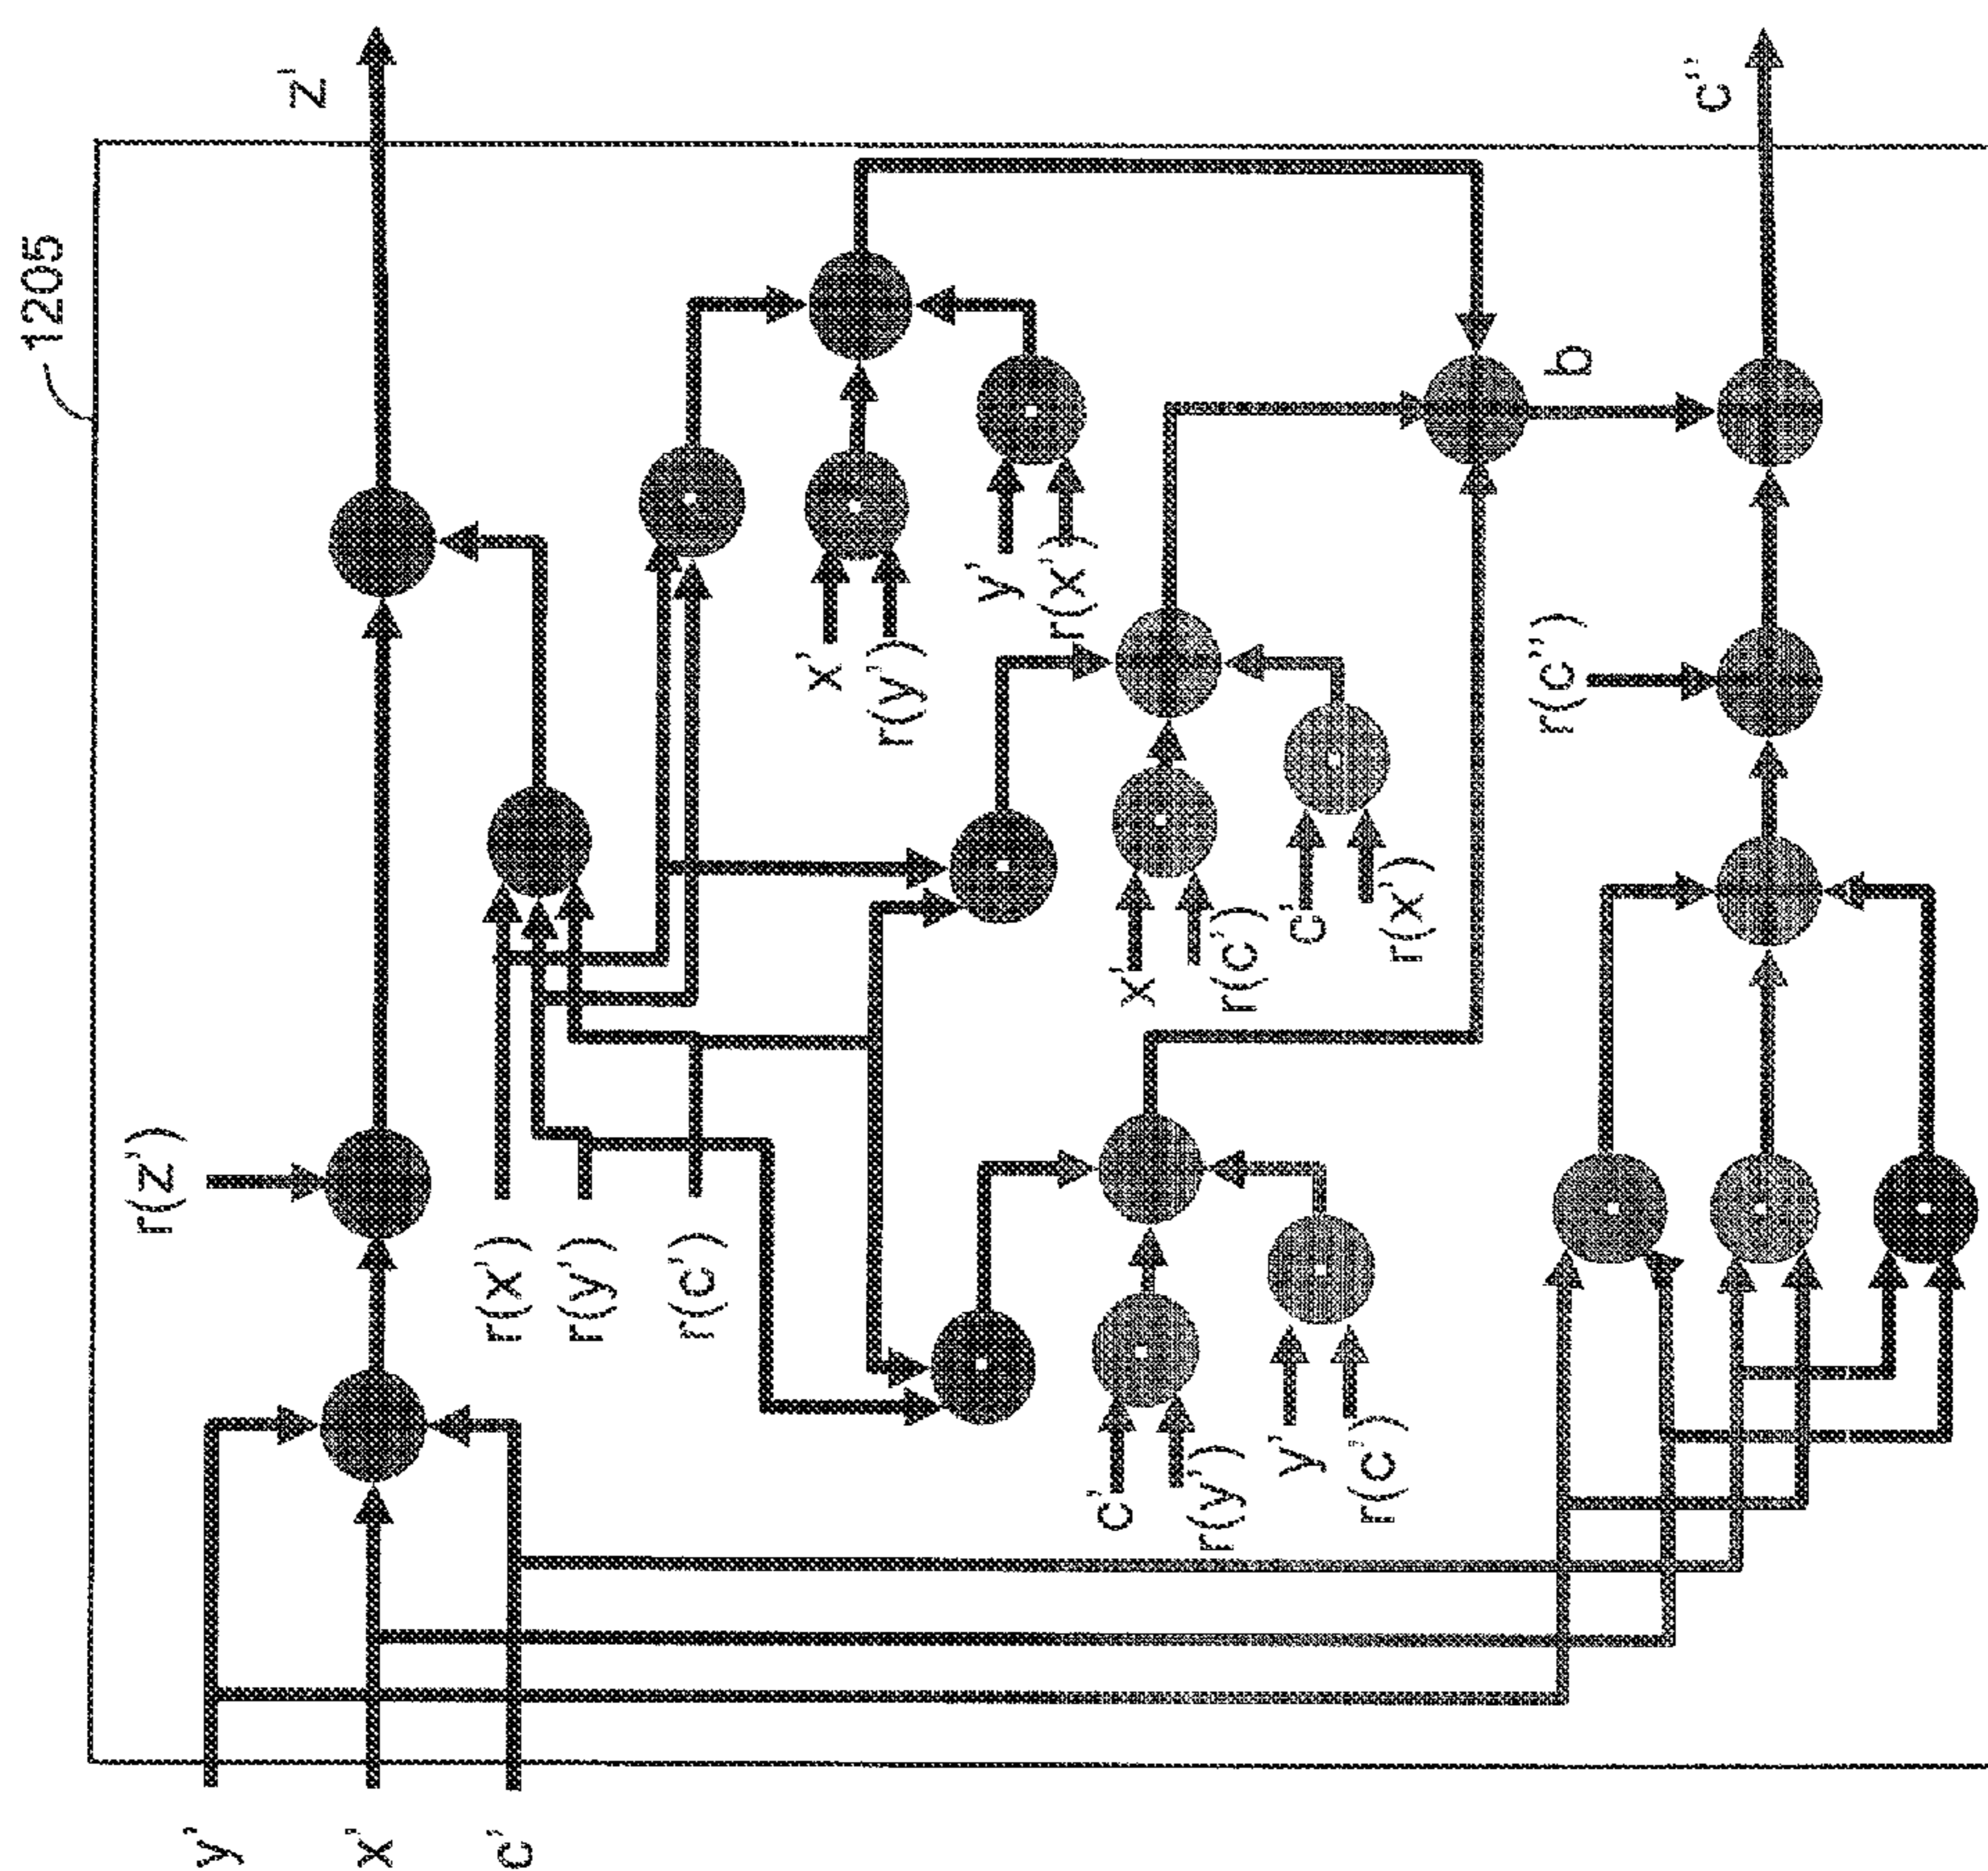 1205
z'
c''
r(z')
y'
x'
c'
r(x')
r(y')
r(c')
x'
r(y')
y'
r(x')
x'
r(c')
c'
r(x')
c'
r(y')
y'
r(c')
b
r(c'')